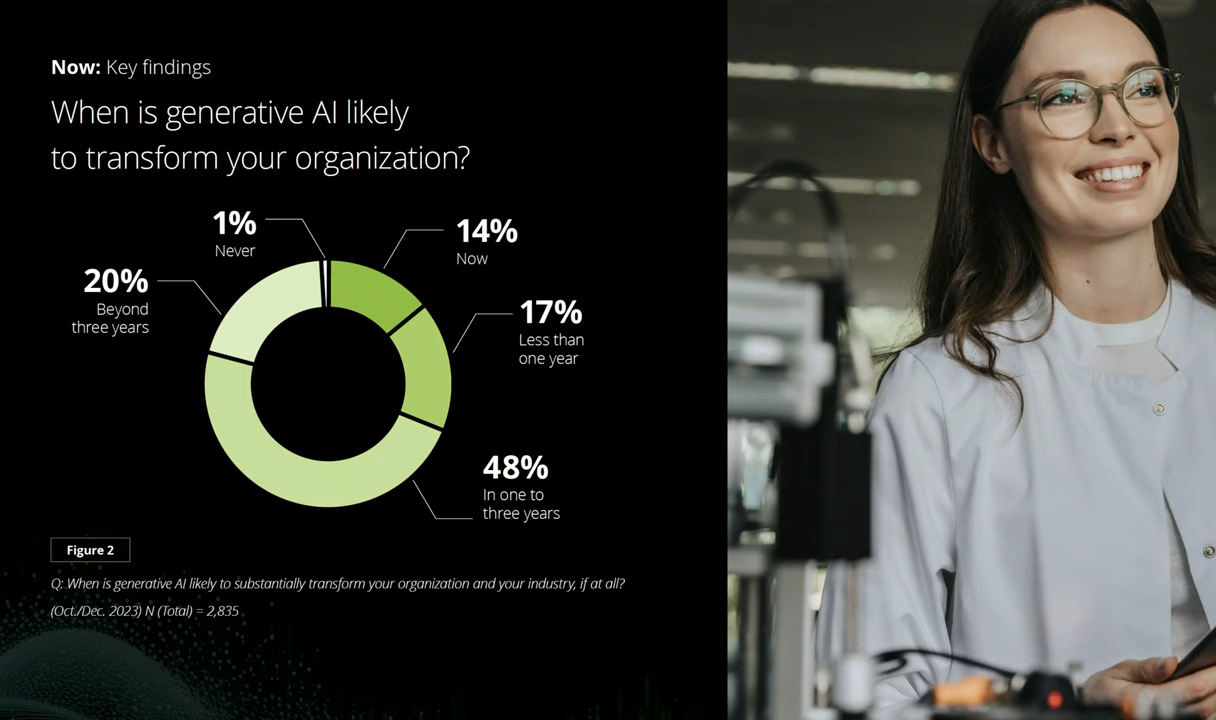 Now: Key findings
When is generative AI likely
to transform your organization?
1%
Never
14%
Now
20%
Beyond
three years
17%
Less than
one year
48%
In one to
three years
Figure 2
Q: When is generative AI likely to substantially transform your organization and your industry, if at all?
(Oct./Dec. 2023) N (Total) = 2,835